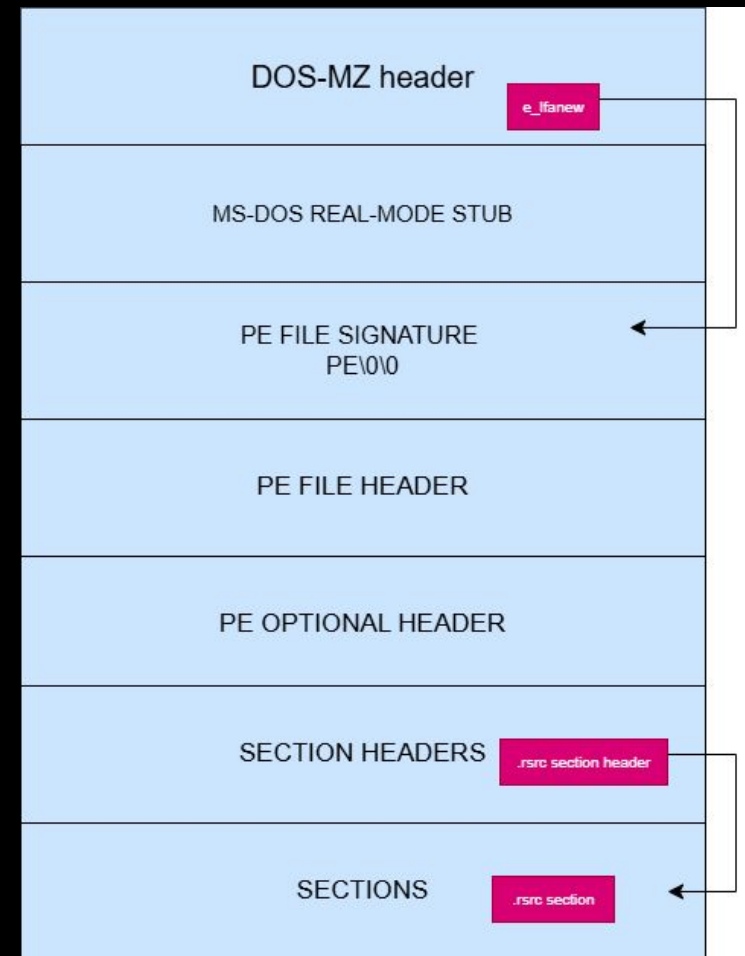 DOS-MZ header
e_lfanew
MS-DOS REAL-MODE STUB
PE FILE SIGNATURE
PE\0\0
PE FILE HEADER
PE OPTIONAL HEADER
SECTION HEADERS
.rsrc section header
SECTIONS
.rsrc section